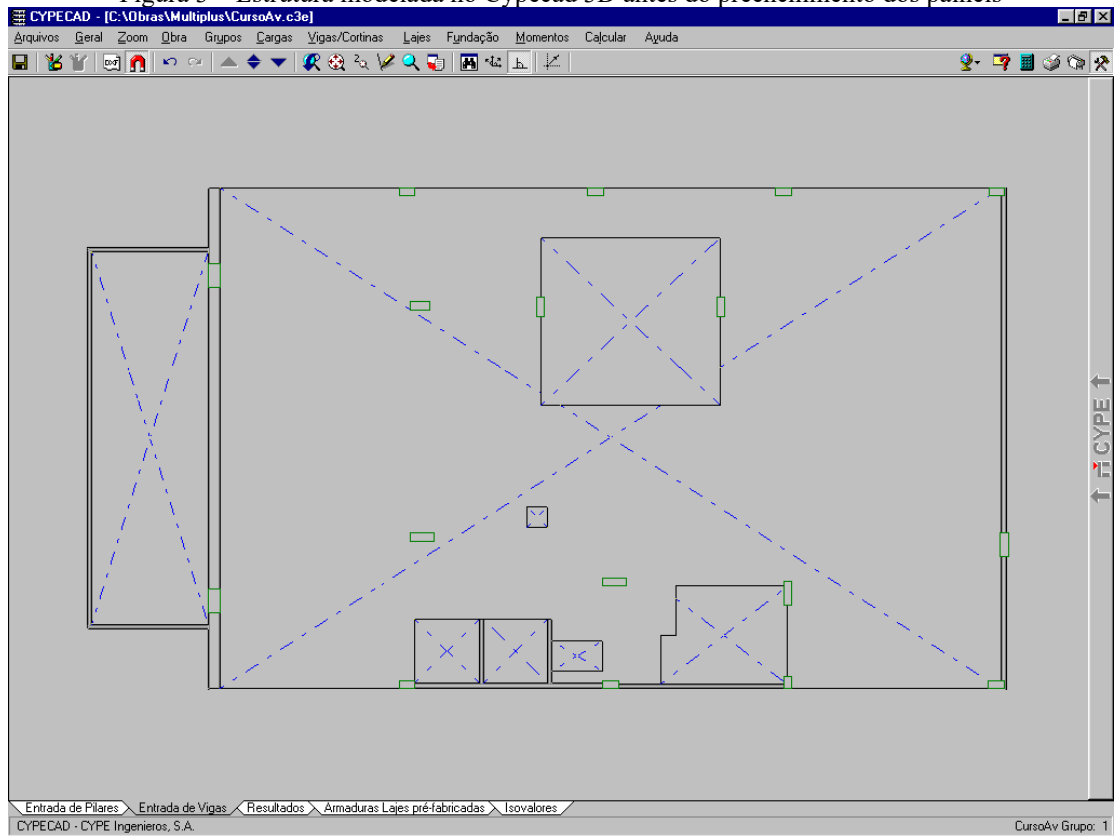 Figura 3 – Estrutura modelada no Cypecad 3D antes do preenchimento dos painéis
CYPECAD - [C:\Obras\Multiplus\CursoAv.c3e]
Arquivos Geral Zoom Obra Grupos Cargas Vigas/Cortinas Lajes Fundação Momentos Calcular Ayuda
DXF
CYPE
Entrada de Pilares Entrada de Vigas Resultados Armaduras Lajes pré-fabricadas Isovalores
CYPECAD - CYPE Ingenieros, S.A. CursoAv Grupo: 1